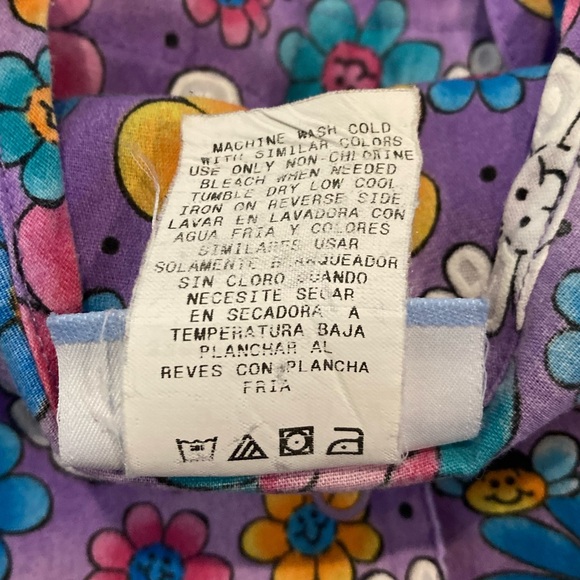 MACHINE WASH COLD
WITH SIMILAR COLORS
USE ONLY NON-CHLORINE
BLEACH WHEN NEEDED
TUMBLE DRY LOW COOL
IRON ON REVERSE SIDE
LAVAR EN LAVADORA CON
AGUA FRIA Y COLORES
SIMILARES USAR
SOLAMENTE BLANQUEADOR
SIN CLORO CUANDO
NECESITE SECAR
EN SECADORA A
TEMPERATURA BAJA
PLANCHAR AL
REVES CON PLANCHA
FRIA